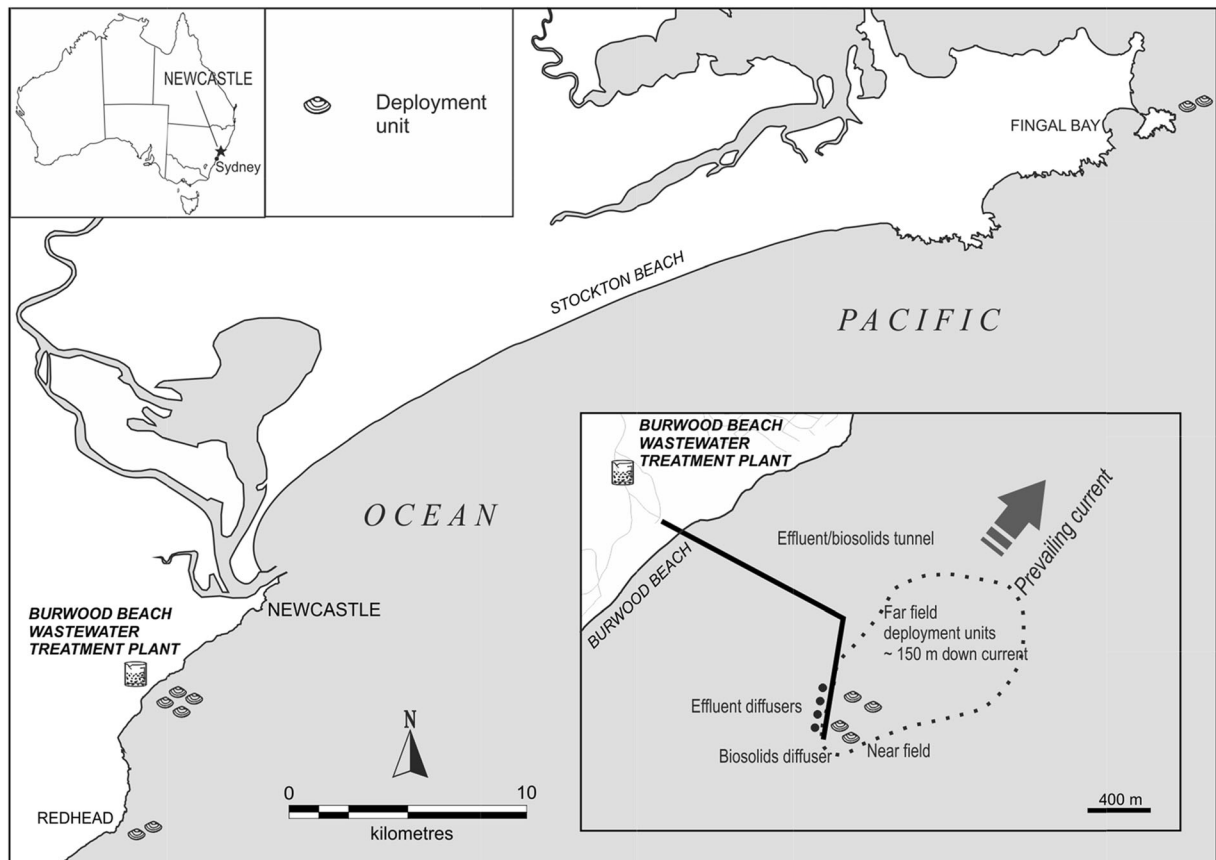 NEWCASTLE
Sydney
Deployment
unit
FINGAL BAY
STOCKTON BEACH
PACIFIC
OCEAN
NEWCASTLE
BURWOOD BEACH
WASTEWATER
TREATMENT PLANT
REDHEAD
N
0 10
kilometres
BURWOOD BEACH
WASTEWATER
TREATMENT PLANT
BURWOOD BEACH
Effluent/biosolids tunnel
Prevailing current
Far field
deployment units
~ 150 m down current
Effluent diffusers
Biosolids diffuser
Near field
400 m